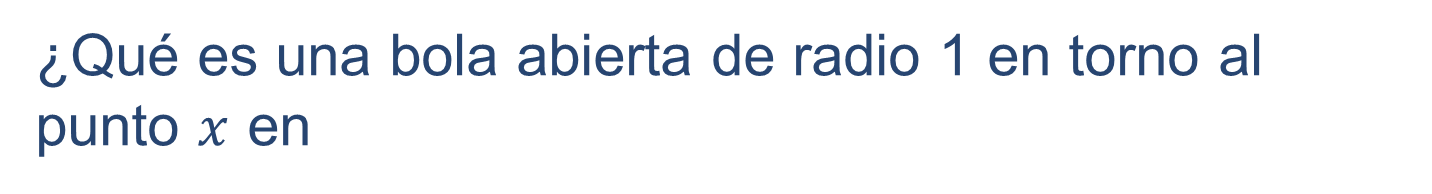 ¿Qué es una bola abierta de radio 1 en torno al
punto 𝑥 en